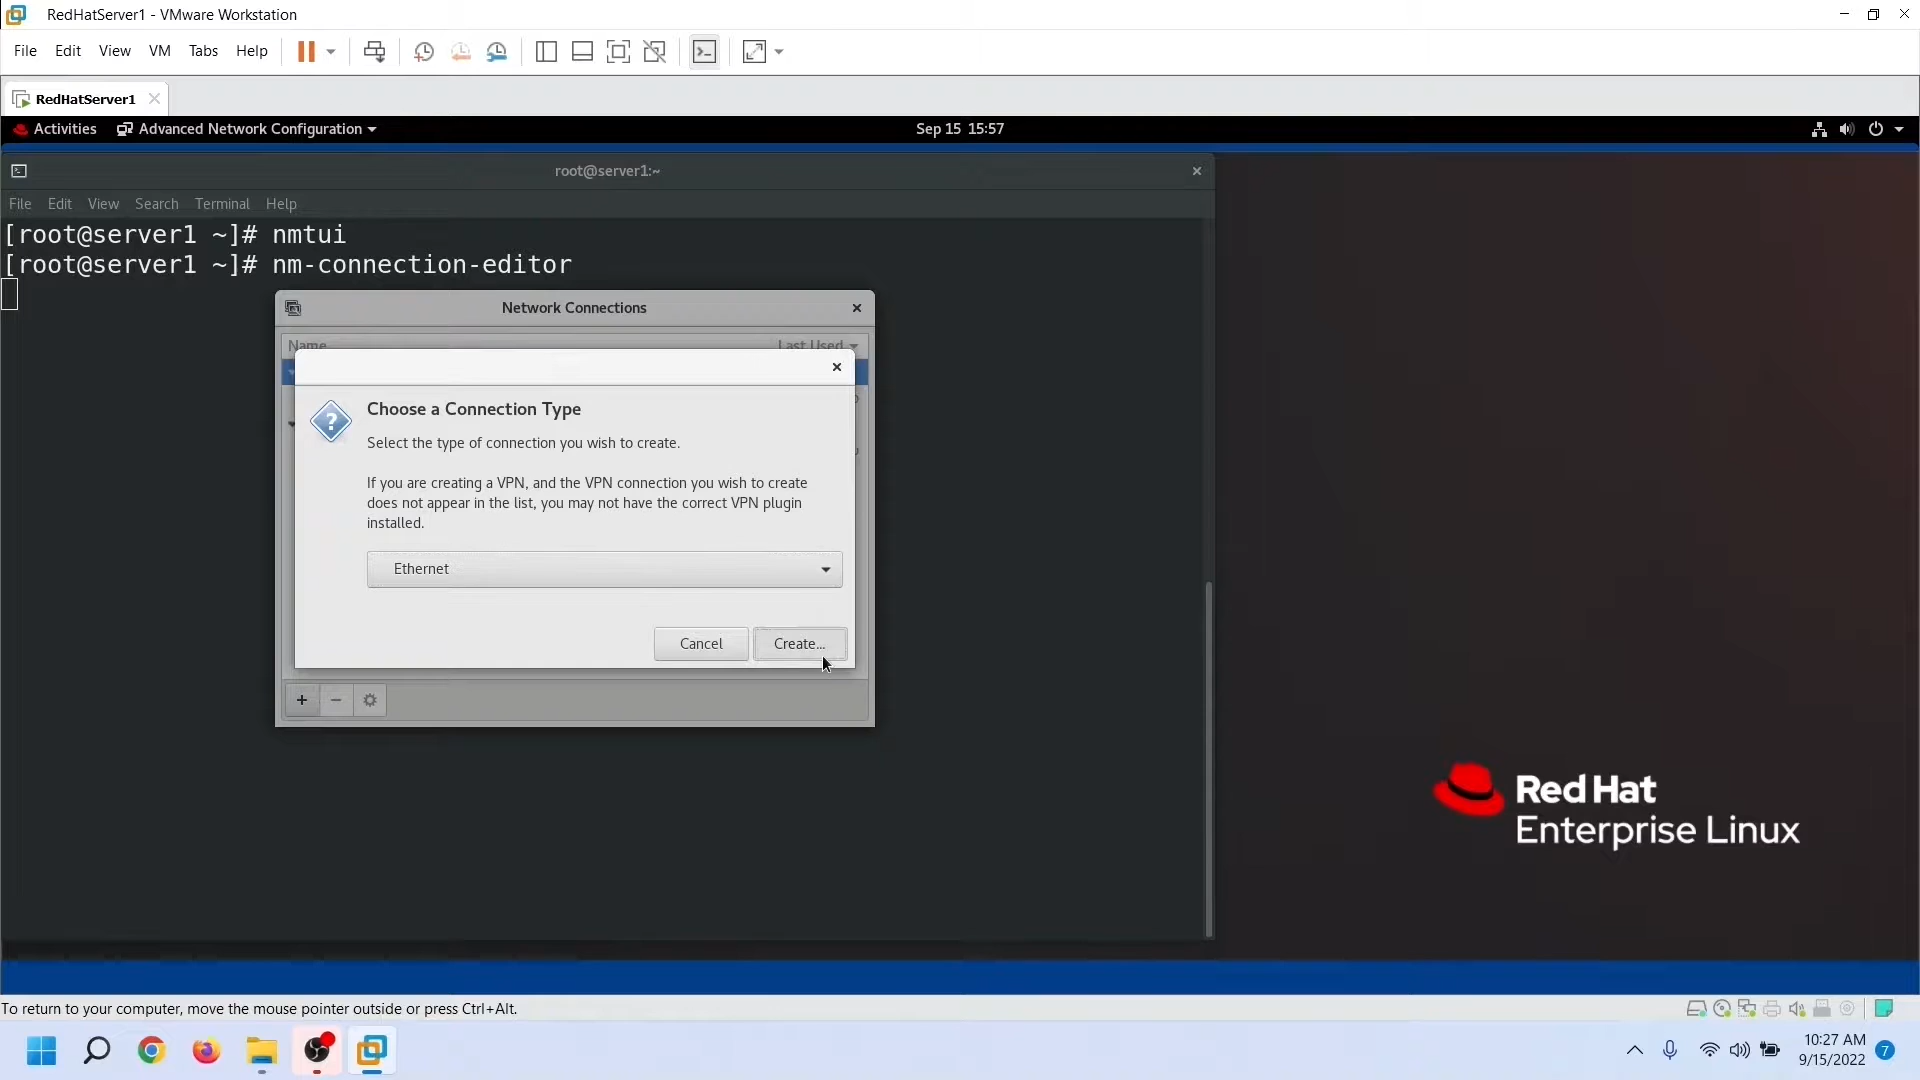 RedHatServer1 - VMware Workstation
File Edit View VM Tabs Help
RedHatServer1
Activities Advanced Network Configuration Sep 15 15:57
root@server1:~
File Edit View Search Terminal Help
[root@server1 ~]# nmtui
[root@server1 ~]# nm-connection-editor
Network Connections
Name Last Used
Choose a Connection Type
Select the type of connection you wish to create.
If you are creating a VPN, and the VPN connection you wish to create
does not appear in the list, you may not have the correct VPN plugin
installed.
Ethernet
Cancel Create...
Red Hat
Enterprise Linux
To return to your computer, move the mouse pointer outside or press Ctrl+Alt.
10:27 AM
9/15/2022
7